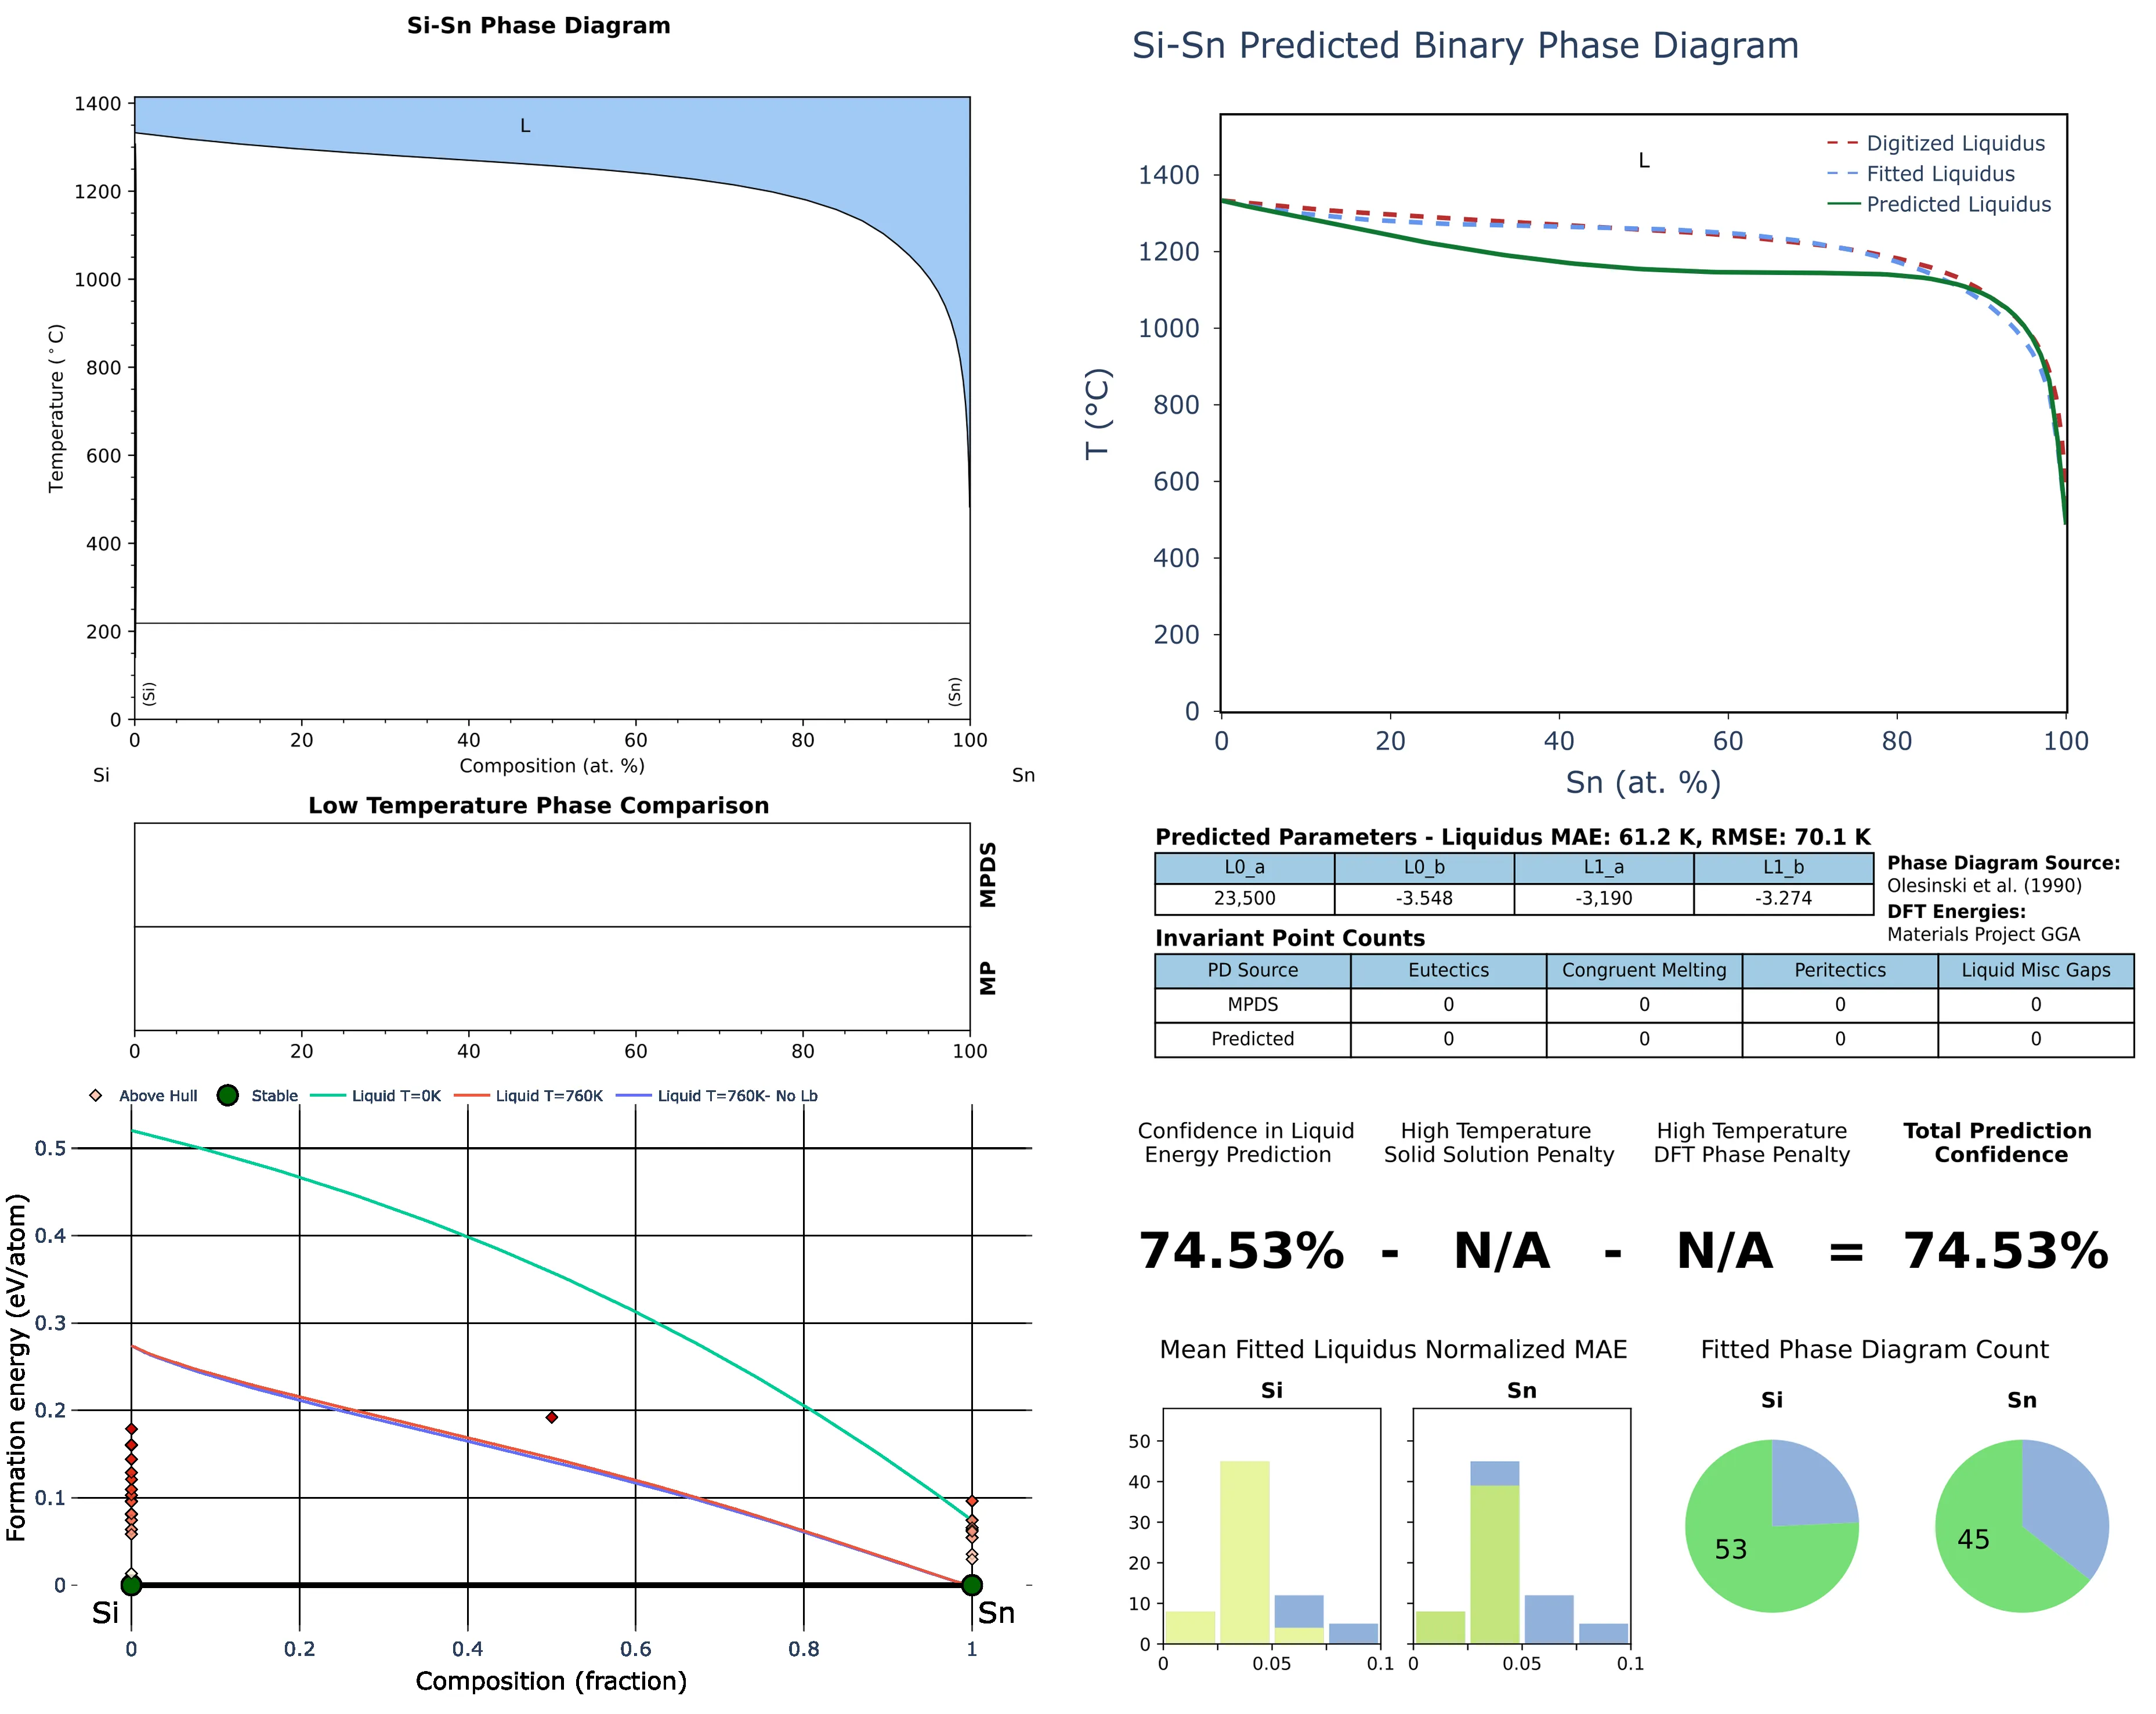 Si-Sn Phase Diagram
1400
1200
1000
800
600
400
200
0
Temperature (°C)
L
(Si)
(Sn)
0 20 40 60 80 100
Composition (at. %)
Si Sn
Low Temperature Phase Comparison
MPDS
MP
0 20 40 60 80 100
Above Hull Stable Liquid T=0K Liquid T=760K Liquid T=760K- No Lb
0.5
0.4
0.3
0.2
0.1
0
Formation energy (eV/atom)
Si Sn
0 0.2 0.4 0.6 0.8 1
Composition (fraction)
Si-Sn Predicted Binary Phase Diagram
L
Digitized Liquidus
Fitted Liquidus
Predicted Liquidus
1400
1200
1000
800
600
400
200
0
T (°C)
0 20 40 60 80 100
Sn (at. %)
Predicted Parameters - Liquidus MAE: 61.2 K, RMSE: 70.1 K
L0_a L0_b L1_a L1_b
23,500 -3.548 -3,190 -3.274
Phase Diagram Source:
Olesinski et al. (1990)
DFT Energies:
Materials Project GGA
Invariant Point Counts
PD Source Eutectics Congruent Melting Peritectics Liquid Misc Gaps
MPDS 0 0 0 0
Predicted 0 0 0 0
Confidence in Liquid
Energy Prediction
High Temperature
Solid Solution Penalty
High Temperature
DFT Phase Penalty
Total Prediction
Confidence
74.53% - N/A - N/A = 74.53%
Mean Fitted Liquidus Normalized MAE
Si Sn
50
40
30
20
10
0
0 0.05 0.1 0 0.05 0.1
Fitted Phase Diagram Count
Si Sn
53 45